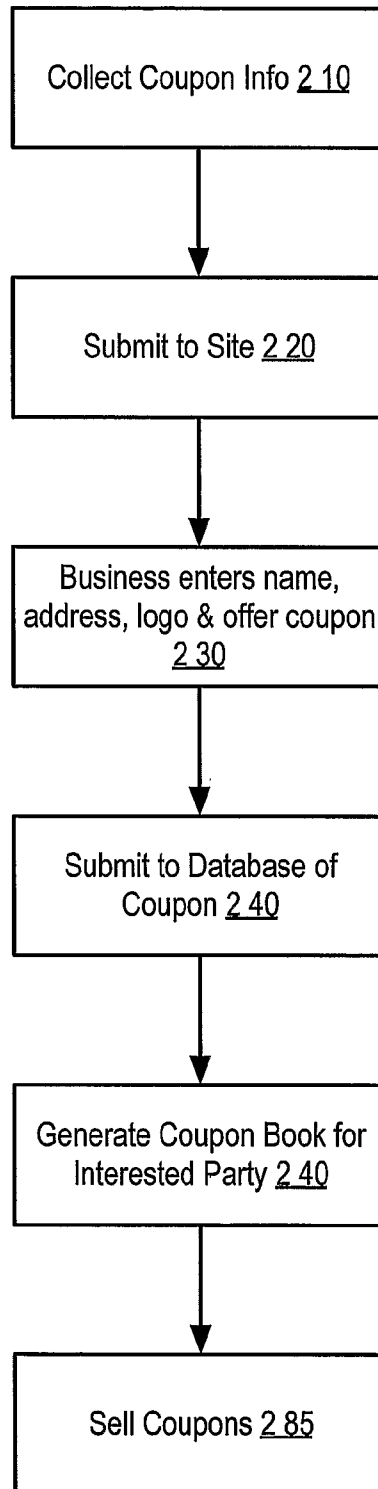 Collect Coupon Info 2 10
Submit to Site 2 20
Business enters name,
address, logo & offer coupon
2 30
Submit to Database of
Coupon 2 40
Generate Coupon Book for
Interested Party 2 40
Sell Coupons 2 85